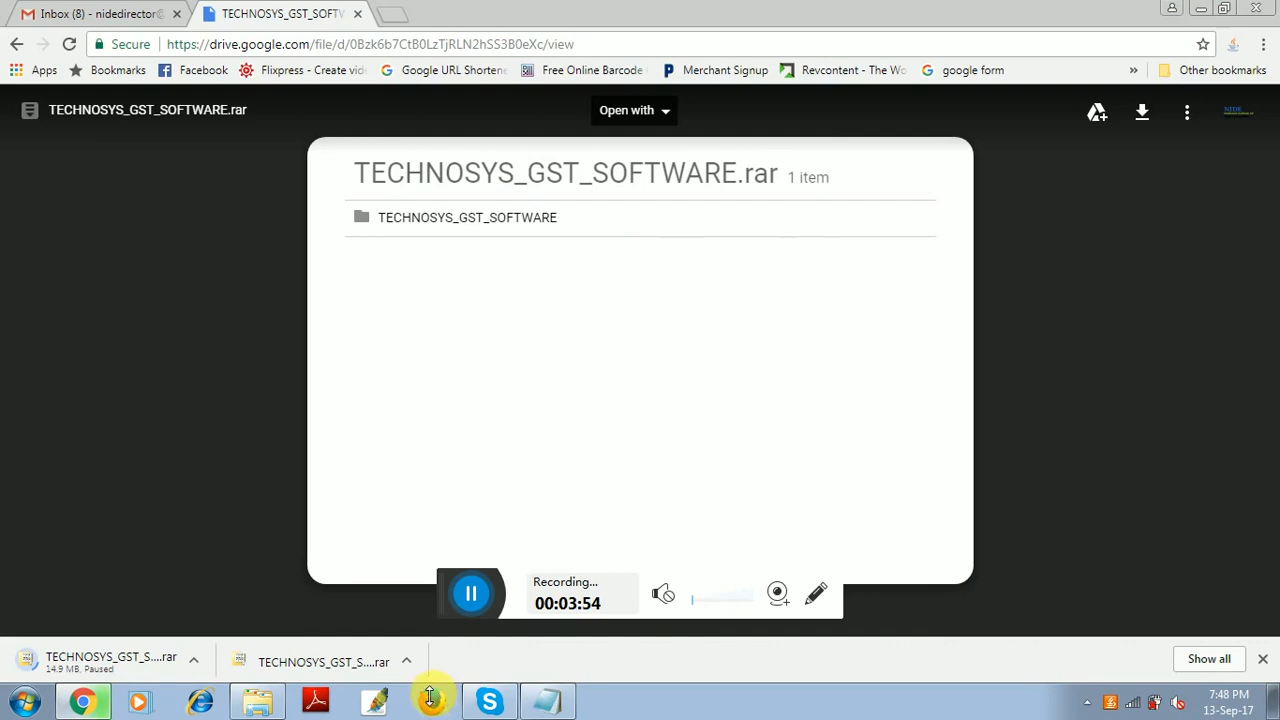 Inbox (8) - nidedirector@
TECHNOSYS_GST_SOFTW
Secure
https://drive.google.com/file/d/0Bzk6b7CtB0LzTjRLN2hSS3B0eXc/view
Apps
Bookmarks
Facebook
Flixpress - Create vide
Google URL Shortene
Free Online Barcode
Merchant Signup
Revcontent - The Wo
google form
»
Other bookmarks
TECHNOSYS_GST_SOFTWARE.rar
Open with
TECHNOSYS_GST_SOFTWARE.rar 1 item
TECHNOSYS_GST_SOFTWARE
Recording...
00:03:54
TECHNOSYS_GST_S....rar
14.9 MB, Paused
TECHNOSYS_GST_S....rar
Show all
7:48 PM
13-Sep-17